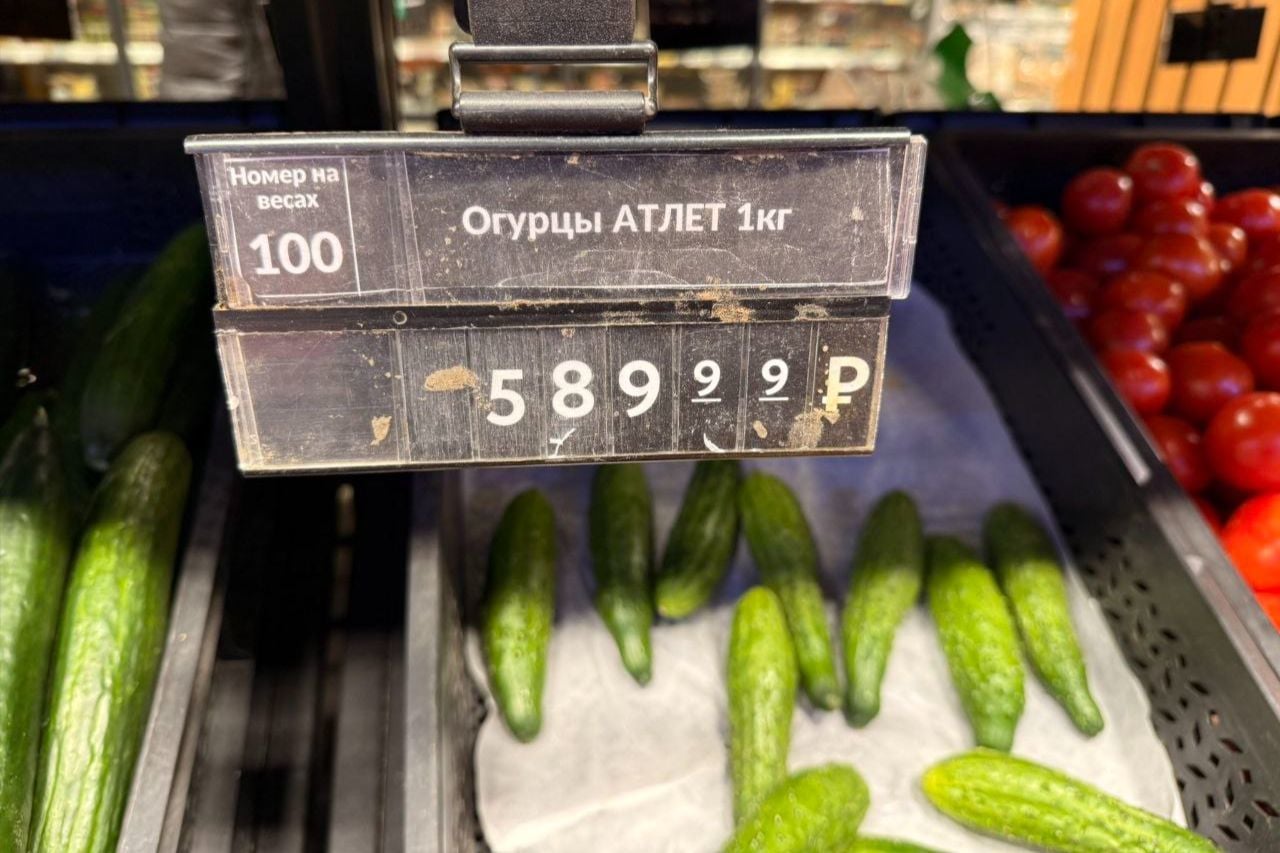 Номер на
весах
100
Огурцы АТЛЕТ 1кг
589 99 ₽